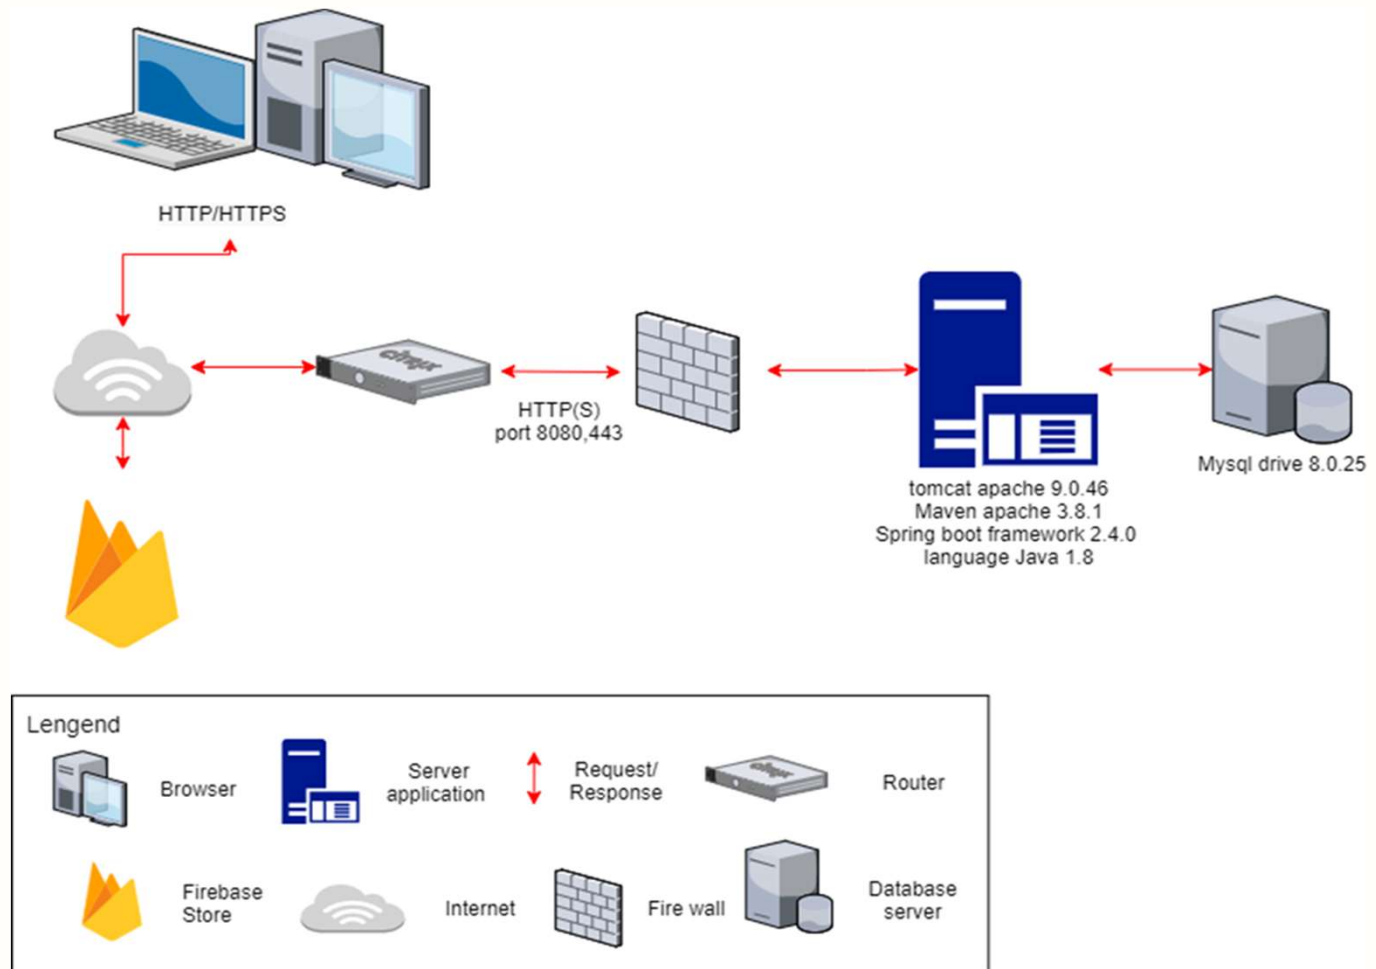 HTTP/HTTPS
citrix
HTTP(S)
port 8080,443
tomcat apache 9.0.46
Maven apache 3.8.1
Spring boot framework 2.4.0
language Java 1.8
Mysql drive 8.0.25
Lengend
Browser
Server
application
Request/
Response
citrix
Router
Firebase
Store
Internet
Fire wall
Database
server